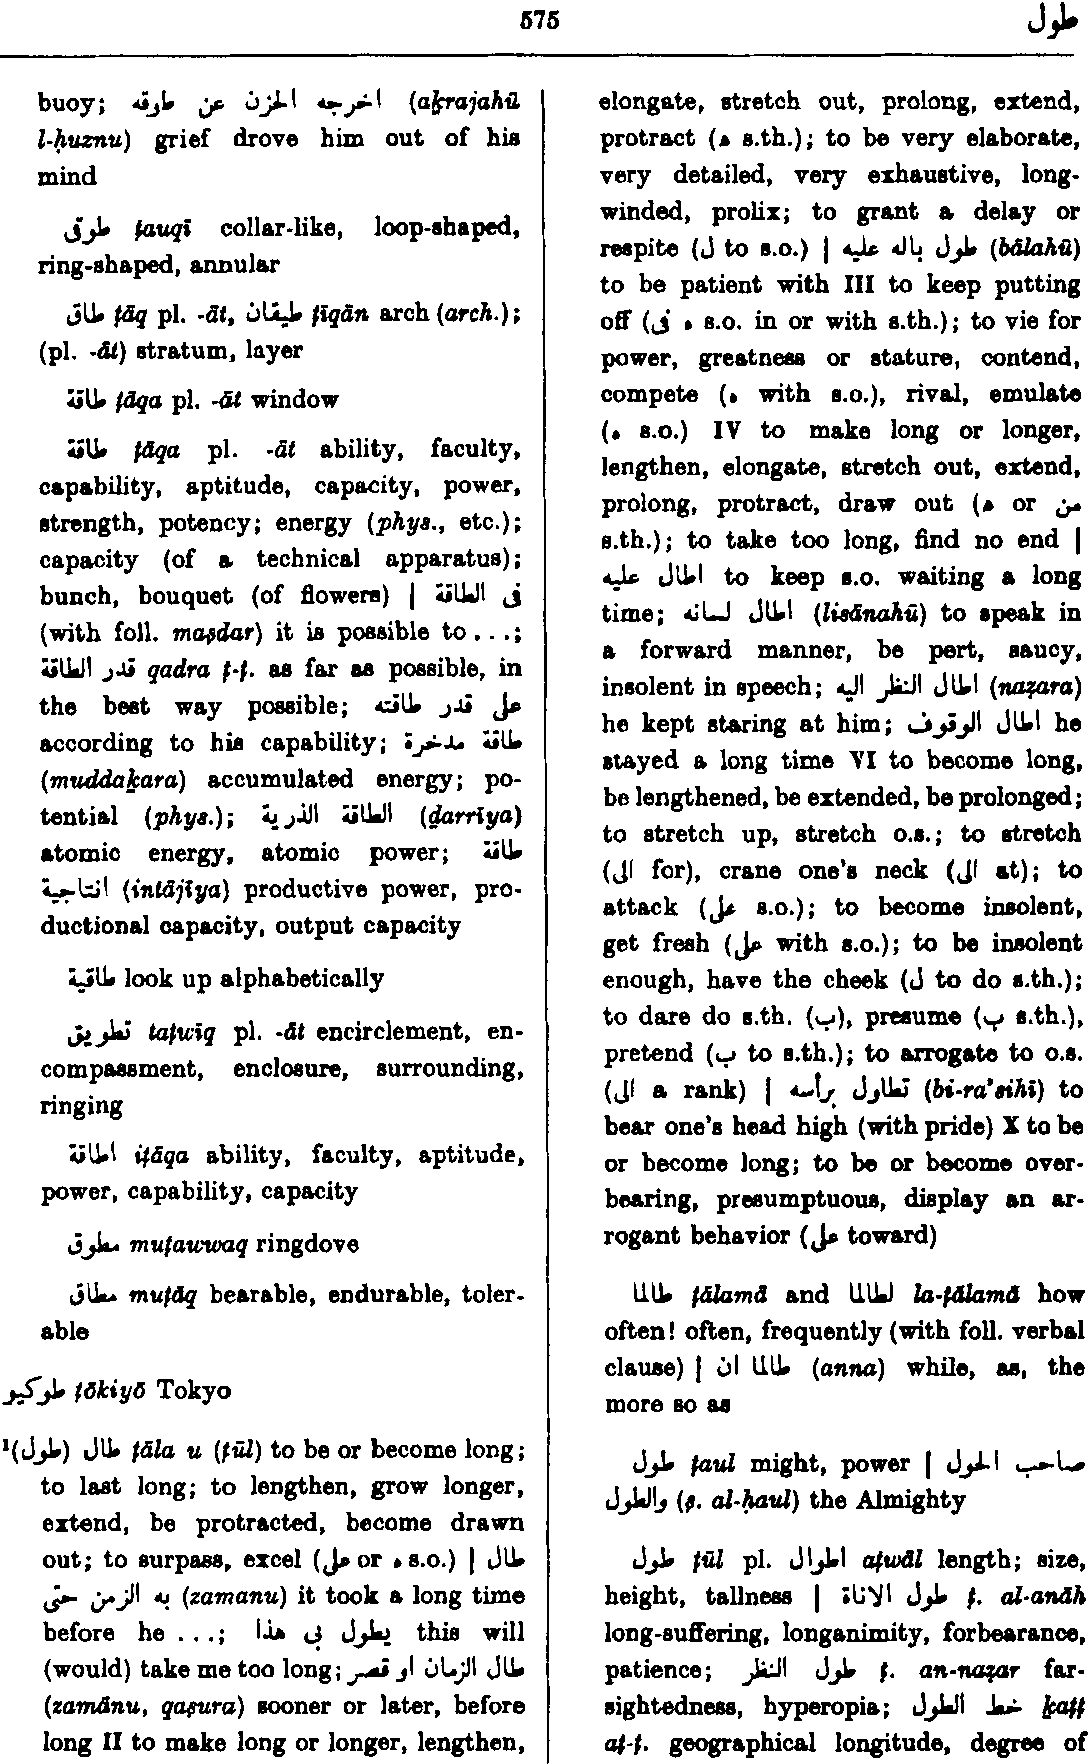 575
طول
buoy; اخرجه الحزن عن طوقه (aḵrajahū
l-ḥuznu) grief drove him out of his
mind
طوق ṭauqī collar-like, loop-shaped,
ring-shaped, annular
طاق ṭāq pl. -āt, طيقان ṭīqān arch (arch.);
(pl. -āt) stratum, layer
طاقة ṭāqa pl. -āt window
طاقة ṭāqa pl. -āt ability, faculty,
capability, aptitude, capacity, power,
strength, potency; energy (phys., etc.);
capacity (of a technical apparatus);
bunch, bouquet (of flowers) | فى الطاقة
(with foll. maṣdar) it is possible to ...;
قدر الطاقة qadra ṭ-ṭ. as far as possible, in
the best way possible; على قدر طاقته
according to his capability; طاقة مدخرة
(muddaḵara) accumulated energy; po-
tential (phys.); الطاقة الذرية (ḏarrīya)
atomic energy, atomic power; طاقة
انتاجية (intājīya) productive power, pro-
ductional capacity, output capacity
طاقية look up alphabetically
تطويق taṭwīq pl. -āt encirclement, en-
compassment, enclosure, surrounding,
ringing
اطاقة iṭāqa ability, faculty, aptitude,
power, capability, capacity
مطوق muṭawwaq ringdove
مطاق muṭāq bearable, endurable, toler-
able
طوكيو ṭōkiyō Tokyo
¹(طول) طال ṭāla u (ṭūl) to be or become long;
to last long; to lengthen, grow longer,
extend, be protracted, become drawn
out; to surpass, excel (على or ه s.o.) | طال
به الزمن حتى (zamanu) it took a long time
before he ...; يطول بى هذا this will
(would) take me too long; طال الزمان او قصر
(zamānu, qaṣura) sooner or later, before
long II to make long or longer, lengthen,
elongate, stretch out, prolong, extend,
protract (ه s.th.); to be very elaborate,
very detailed, very exhaustive, long-
winded, prolix; to grant a delay or
respite (ل to s.o.) | طول باله عليه (bālahū)
to be patient with III to keep putting
off (ه فى s.o. in or with s.th.); to vie for
power, greatness or stature, contend,
compete (ه with s.o.), rival, emulate
(ه s.o.) IV to make long or longer,
lengthen, elongate, stretch out, extend,
prolong, protract, draw out (ه or من
s.th.); to take too long, find no end |
اطال عليه to keep s.o. waiting a long
time; اطال لسانه (lisānahū) to speak in
a forward manner, be pert, saucy,
insolent in speech; اطال النظر اليه (naẓara)
he kept staring at him; اطال الوقوف he
stayed a long time VI to become long,
be lengthened, be extended, be prolonged;
to stretch up, stretch o.s.; to stretch
(الى for), crane one's neck (الى at); to
attack (على s.o.); to become insolent,
get fresh (على with s.o.); to be insolent
enough, have the cheek (ل to do s.th.);
to dare do s.th. (ب), presume (ب s.th.),
pretend (ب to s.th.); to arrogate to o.s.
(الى a rank) | تطاول برأسه (bi-ra'sihī) to
bear one's head high (with pride) X to be
or become long; to be or become over-
bearing, presumptuous, display an ar-
rogant behavior (على toward)
طالما ṭālamā and لطالما la-ṭālamā how
often! often, frequently (with foll. verbal
clause) | طالما ان (anna) while, as, the
more so as
طول ṭaul might, power | صاحب الحول
والطول (ṣ. al-ḥaul) the Almighty
طول ṭūl pl. اطوال aṭwāl length; size,
height, tallness | طول الاناة ṭ. al-anāh
long-suffering, longanimity, forbearance,
patience; طول النظر ṭ. an-naẓar far-
sightedness, hyperopia; خط الطول ḵaṭṭ
aṭ-ṭ. geographical longitude, degree of